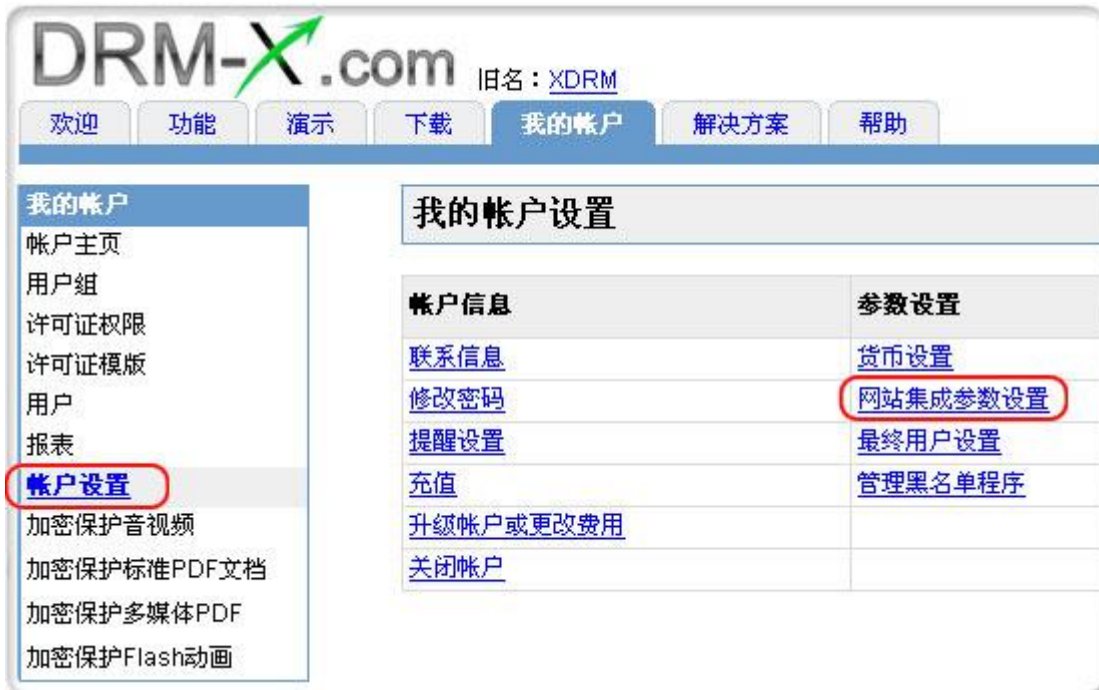 DRM-X.com 旧名：XDRM
欢迎 功能 演示 下载 我的帐户 解决方案 帮助
我的帐户
帐户主页
用户组
许可证权限
许可证模版
用户
报表
帐户设置
加密保护音视频
加密保护标准PDF文档
加密保护多媒体PDF
加密保护Flash动画
我的帐户设置
帐户信息 参数设置
联系信息 货币设置
修改密码 网站集成参数设置
提醒设置 最终用户设置
充值 管理黑名单程序
升级帐户或更改费用
关闭帐户